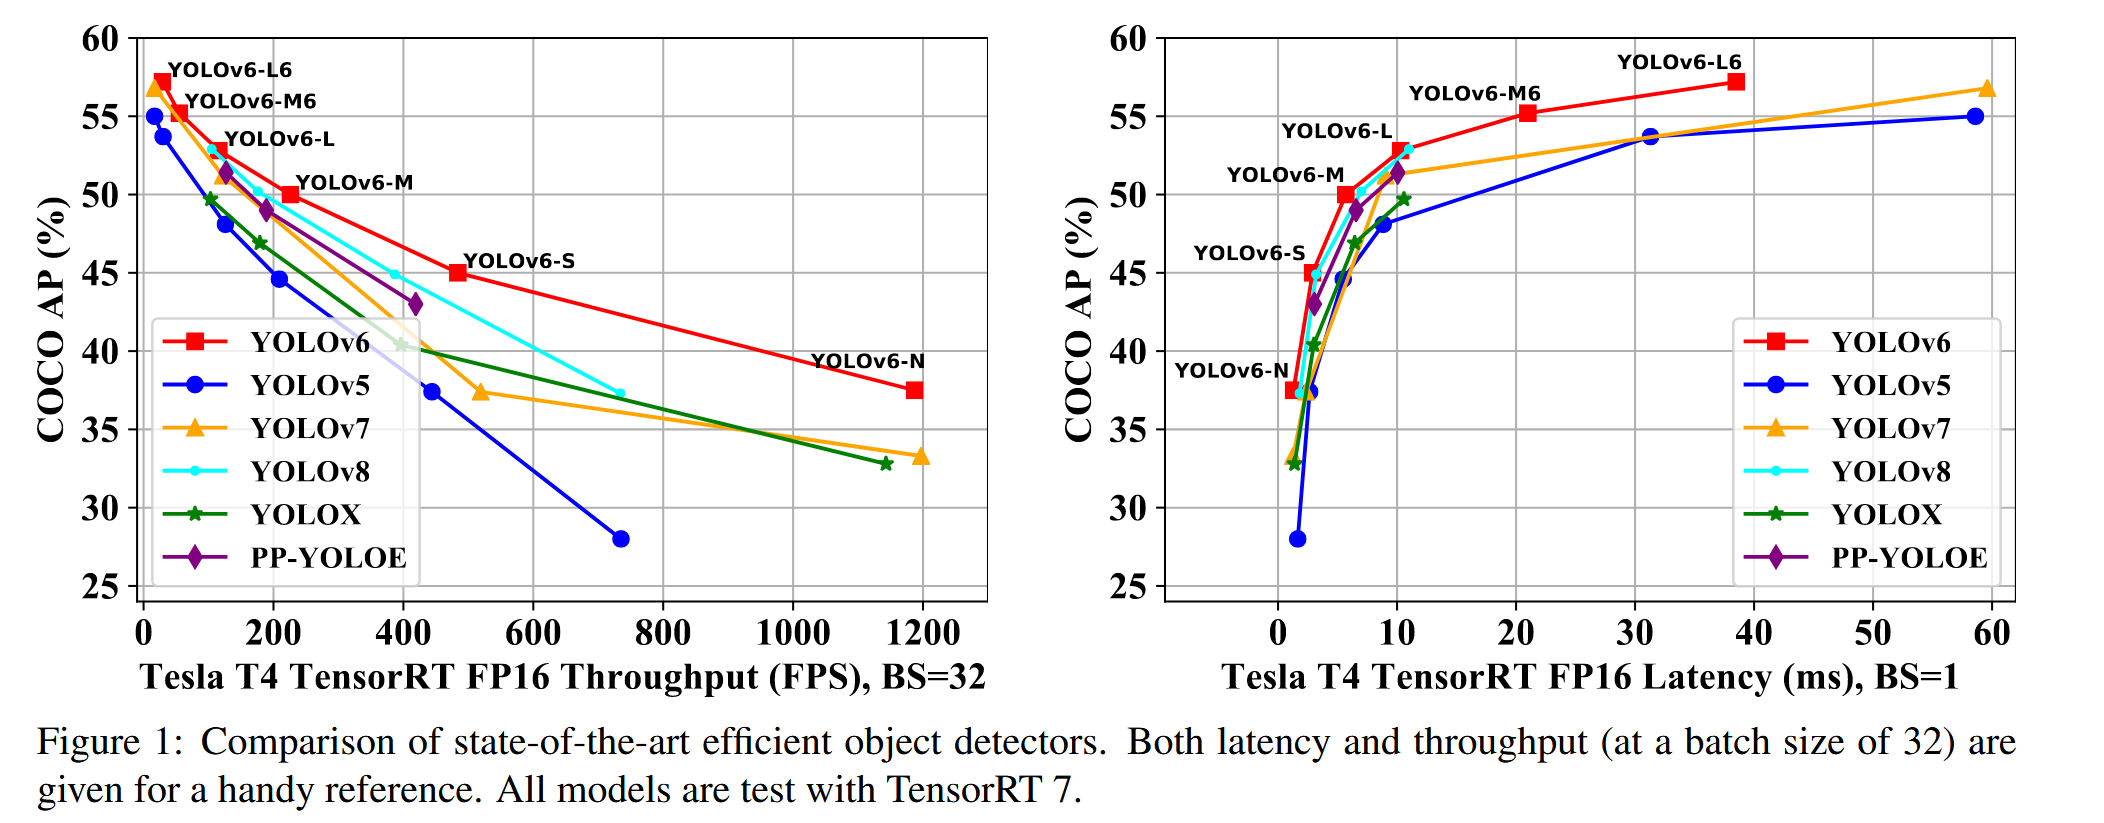 60
55
50
45
40
35
30
25
COCO AP (%)
YOLOv6-L6
YOLOv6-M6
YOLOv6-L
YOLOv6-M
YOLOv6-S
YOLOv6-N
YOLOv6
YOLOv5
YOLOv7
YOLOv8
YOLOX
PP-YOLOE
0 200 400 600 800 1000 1200
Tesla T4 TensorRT FP16 Throughput (FPS), BS=32
60
55
50
45
40
35
30
25
COCO AP (%)
YOLOv6-L6
YOLOv6-M6
YOLOv6-L
YOLOv6-M
YOLOv6-S
YOLOv6-N
YOLOv6
YOLOv5
YOLOv7
YOLOv8
YOLOX
PP-YOLOE
0 10 20 30 40 50 60
Tesla T4 TensorRT FP16 Latency (ms), BS=1
Figure 1: Comparison of state-of-the-art efficient object detectors. Both latency and throughput (at a batch size of 32) are
given for a handy reference. All models are test with TensorRT 7.